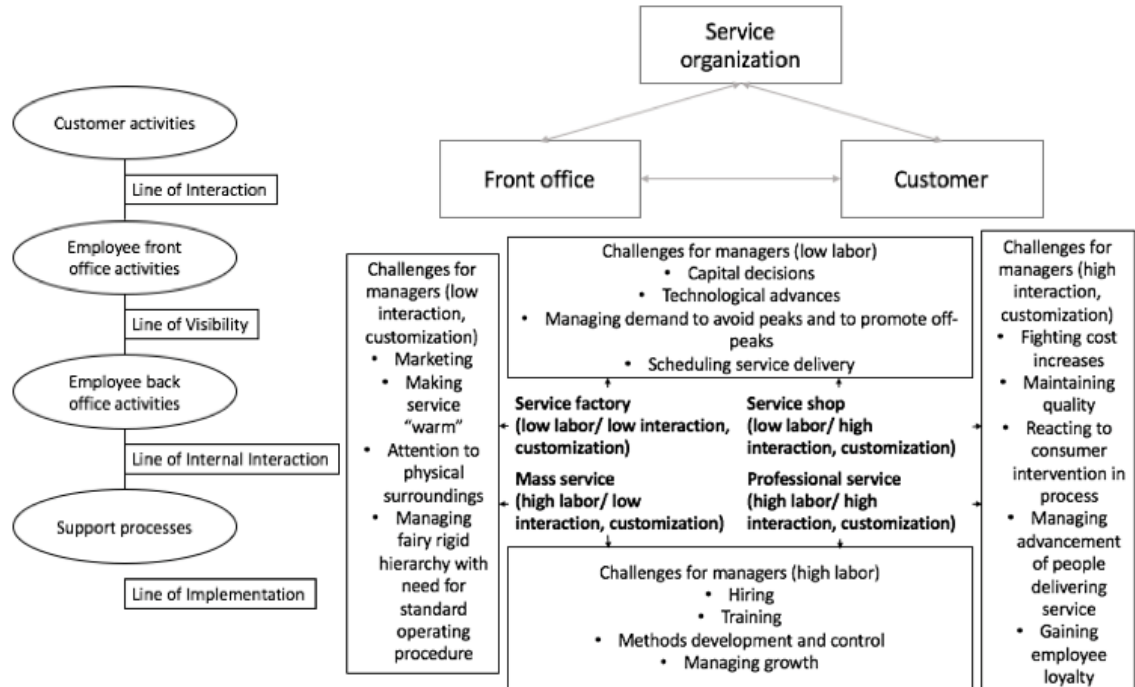 Service
organization
Front office
Customer
Customer activities
Line of Interaction
Employee front
office activities
Line of Visibility
Employee back
office activities
Line of Internal Interaction
Support processes
Line of Implementation
Challenges for
managers (low
interaction,
customization)
• Marketing
• Making
service
"warm"
• Attention to
physical
surroundings
• Managing
fairy rigid
hierarchy with
need for
standard
operating
procedure
Challenges for managers (low labor)
• Capital decisions
• Technological advances
• Managing demand to avoid peaks and to promote off-
peaks
• Scheduling service delivery
Service factory
(low labor/ low interaction,
customization)
Service shop
(low labor/ high
interaction, customization)
Mass service
(high labor/ low
interaction, customization)
Professional service
(high labor/ high
interaction, customization)
Challenges for managers (high labor)
• Hiring
• Training
• Methods development and control
• Managing growth
Challenges for
managers (high
interaction,
customization)
• Fighting cost
increases
• Maintaining
quality
• Reacting to
consumer
intervention in
process
• Managing
advancement
of people
delivering
service
• Gaining
employee
loyalty